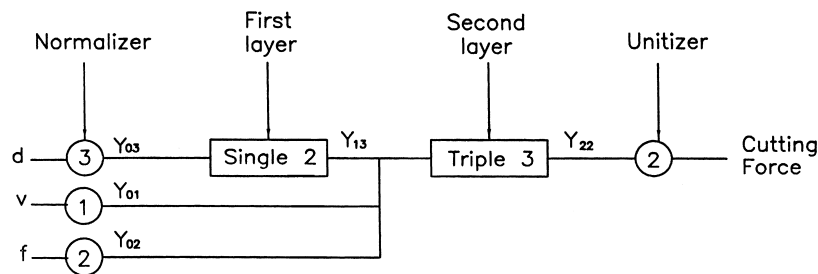 Normalizer
First
layer
Second
layer
Unitizer
d 3 Y03 Single 2 Y13 Triple 3 Y22 2 Cutting
Force
v 1 Y01
f 2 Y02